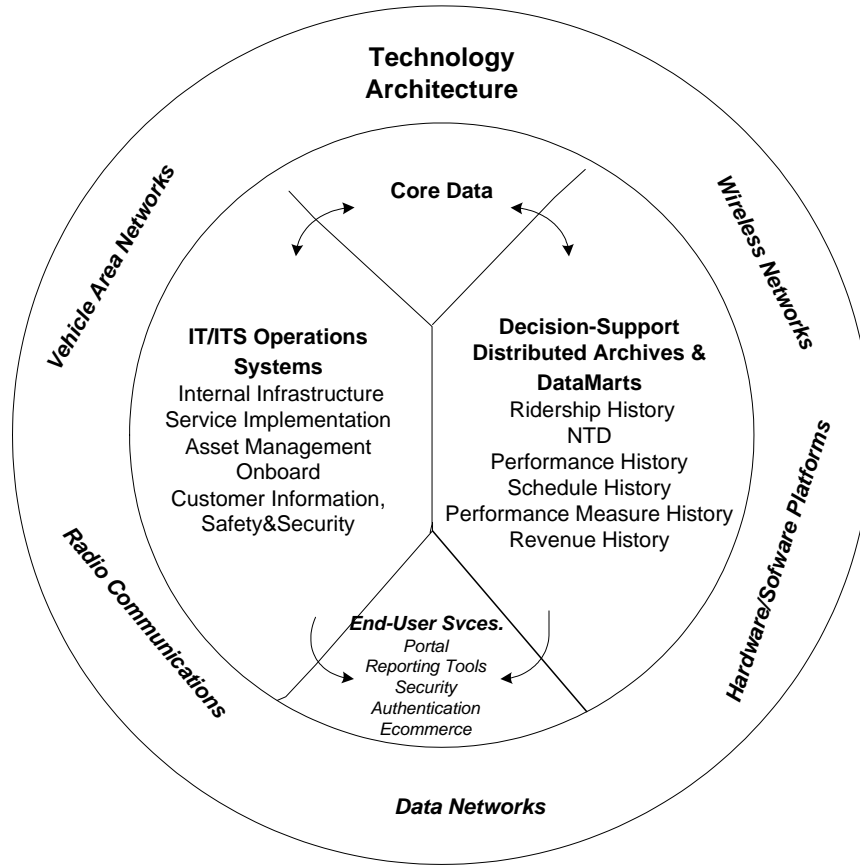 Technology
Architecture
Vehicle Area Networks
Wireless Networks
Core Data
IT/ITS Operations
Systems
Internal Infrastructure
Service Implementation
Asset Management
Onboard
Customer Information,
Safety&Security
Decision-Support
Distributed Archives &
DataMarts
Ridership History
NTD
Performance History
Schedule History
Performance Measure History
Revenue History
Radio Communications
Hardware/Sofware Platforms
End-User Svces.
Portal
Reporting Tools
Security
Authentication
Ecommerce
Data Networks